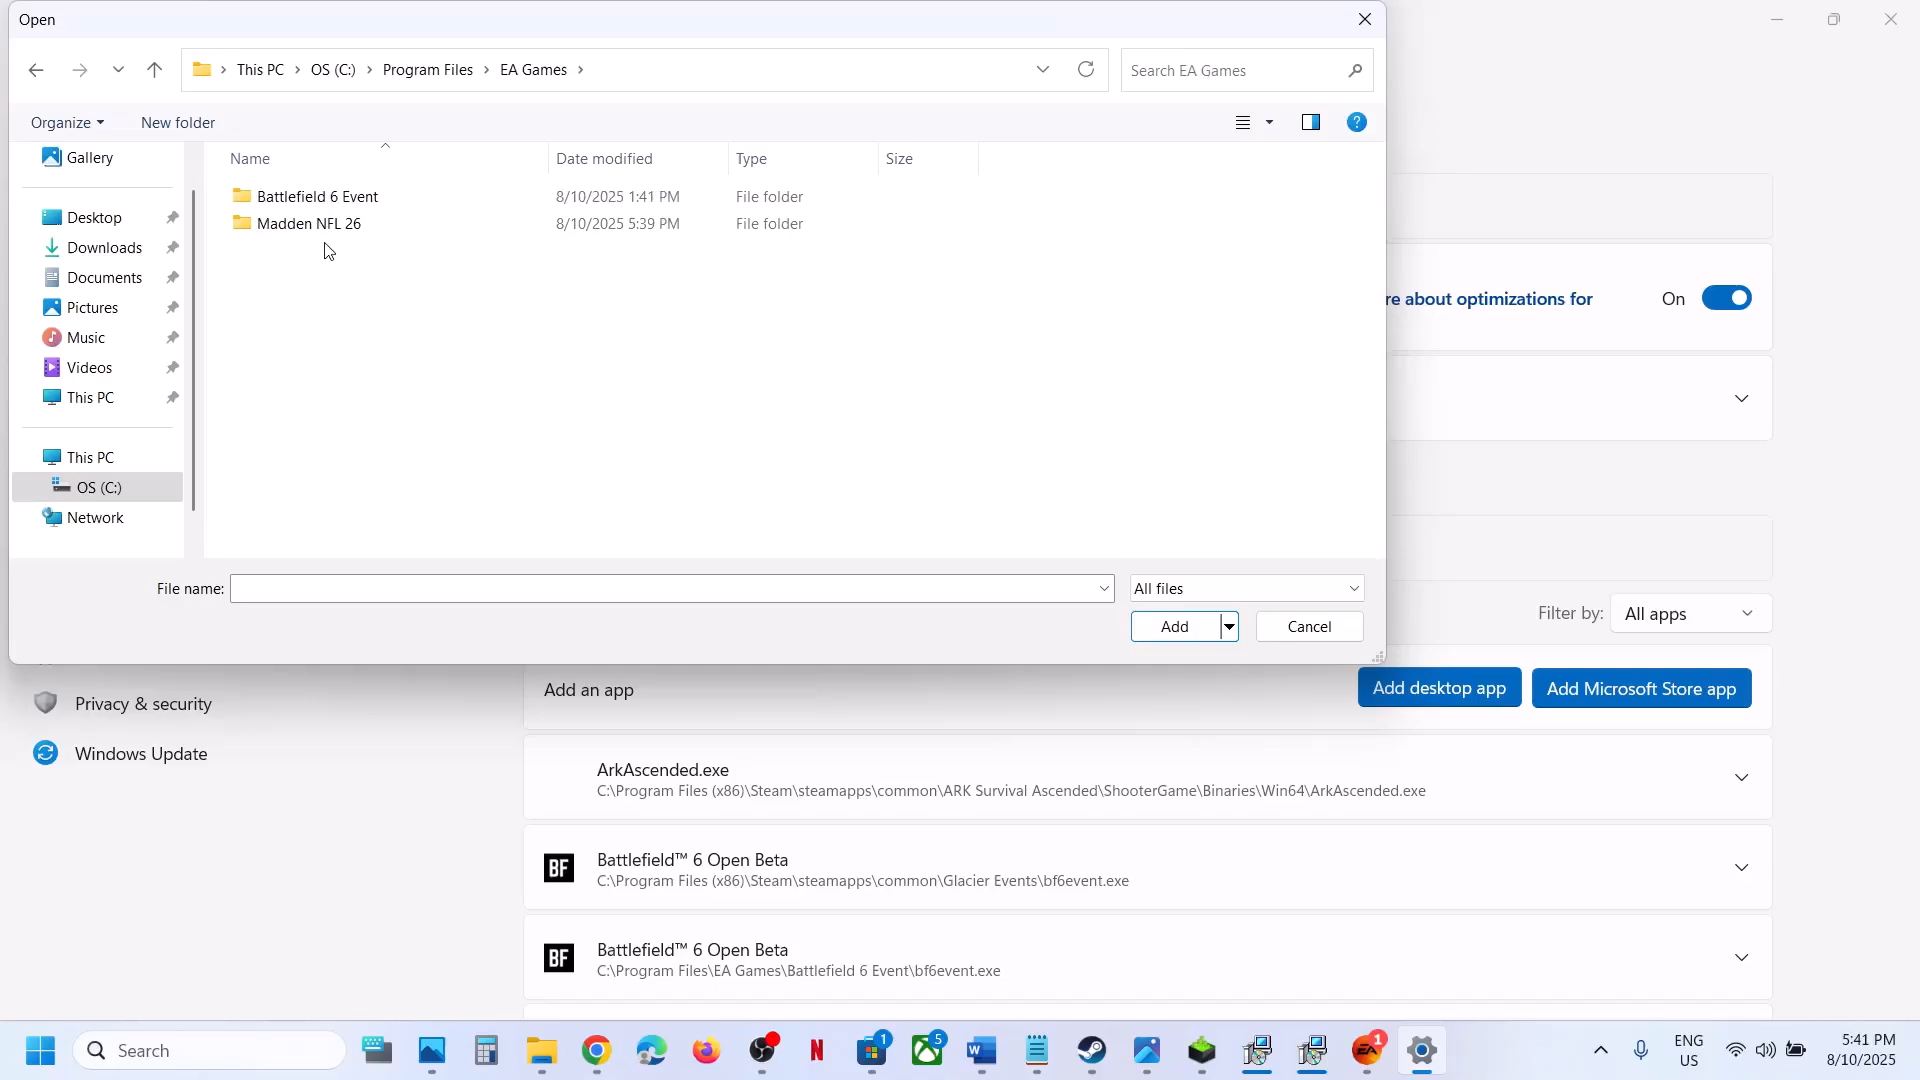 Open
This PC
OS (C:)
Program Files
EA Games
Search EA Games
Organize
New folder
Gallery
Desktop
Downloads
Documents
Pictures
Music
Videos
This PC
This PC
OS (C:)
Network
Name Date modified Type Size
Battlefield 6 Event 8/10/2025 1:41 PM File folder
Madden NFL 26 8/10/2025 5:39 PM File folder
File name:
All files
Add
Cancel
re about optimizations for
On
Filter by: All apps
Privacy & security
Windows Update
Add an app
Add desktop app
Add Microsoft Store app
ArkAscended.exe
C:\Program Files (x86)\Steam\steamapps\common\ARK Survival Ascended\ShooterGame\Binaries\Win64\ArkAscended.exe
BF
Battlefield™ 6 Open Beta
C:\Program Files (x86)\Steam\steamapps\common\Glacier Events\bf6event.exe
BF
Battlefield™ 6 Open Beta
C:\Program Files\EA Games\Battlefield 6 Event\bf6event.exe
Search
N
1
5
W
EA
1
ENG
US
5:41 PM
8/10/2025